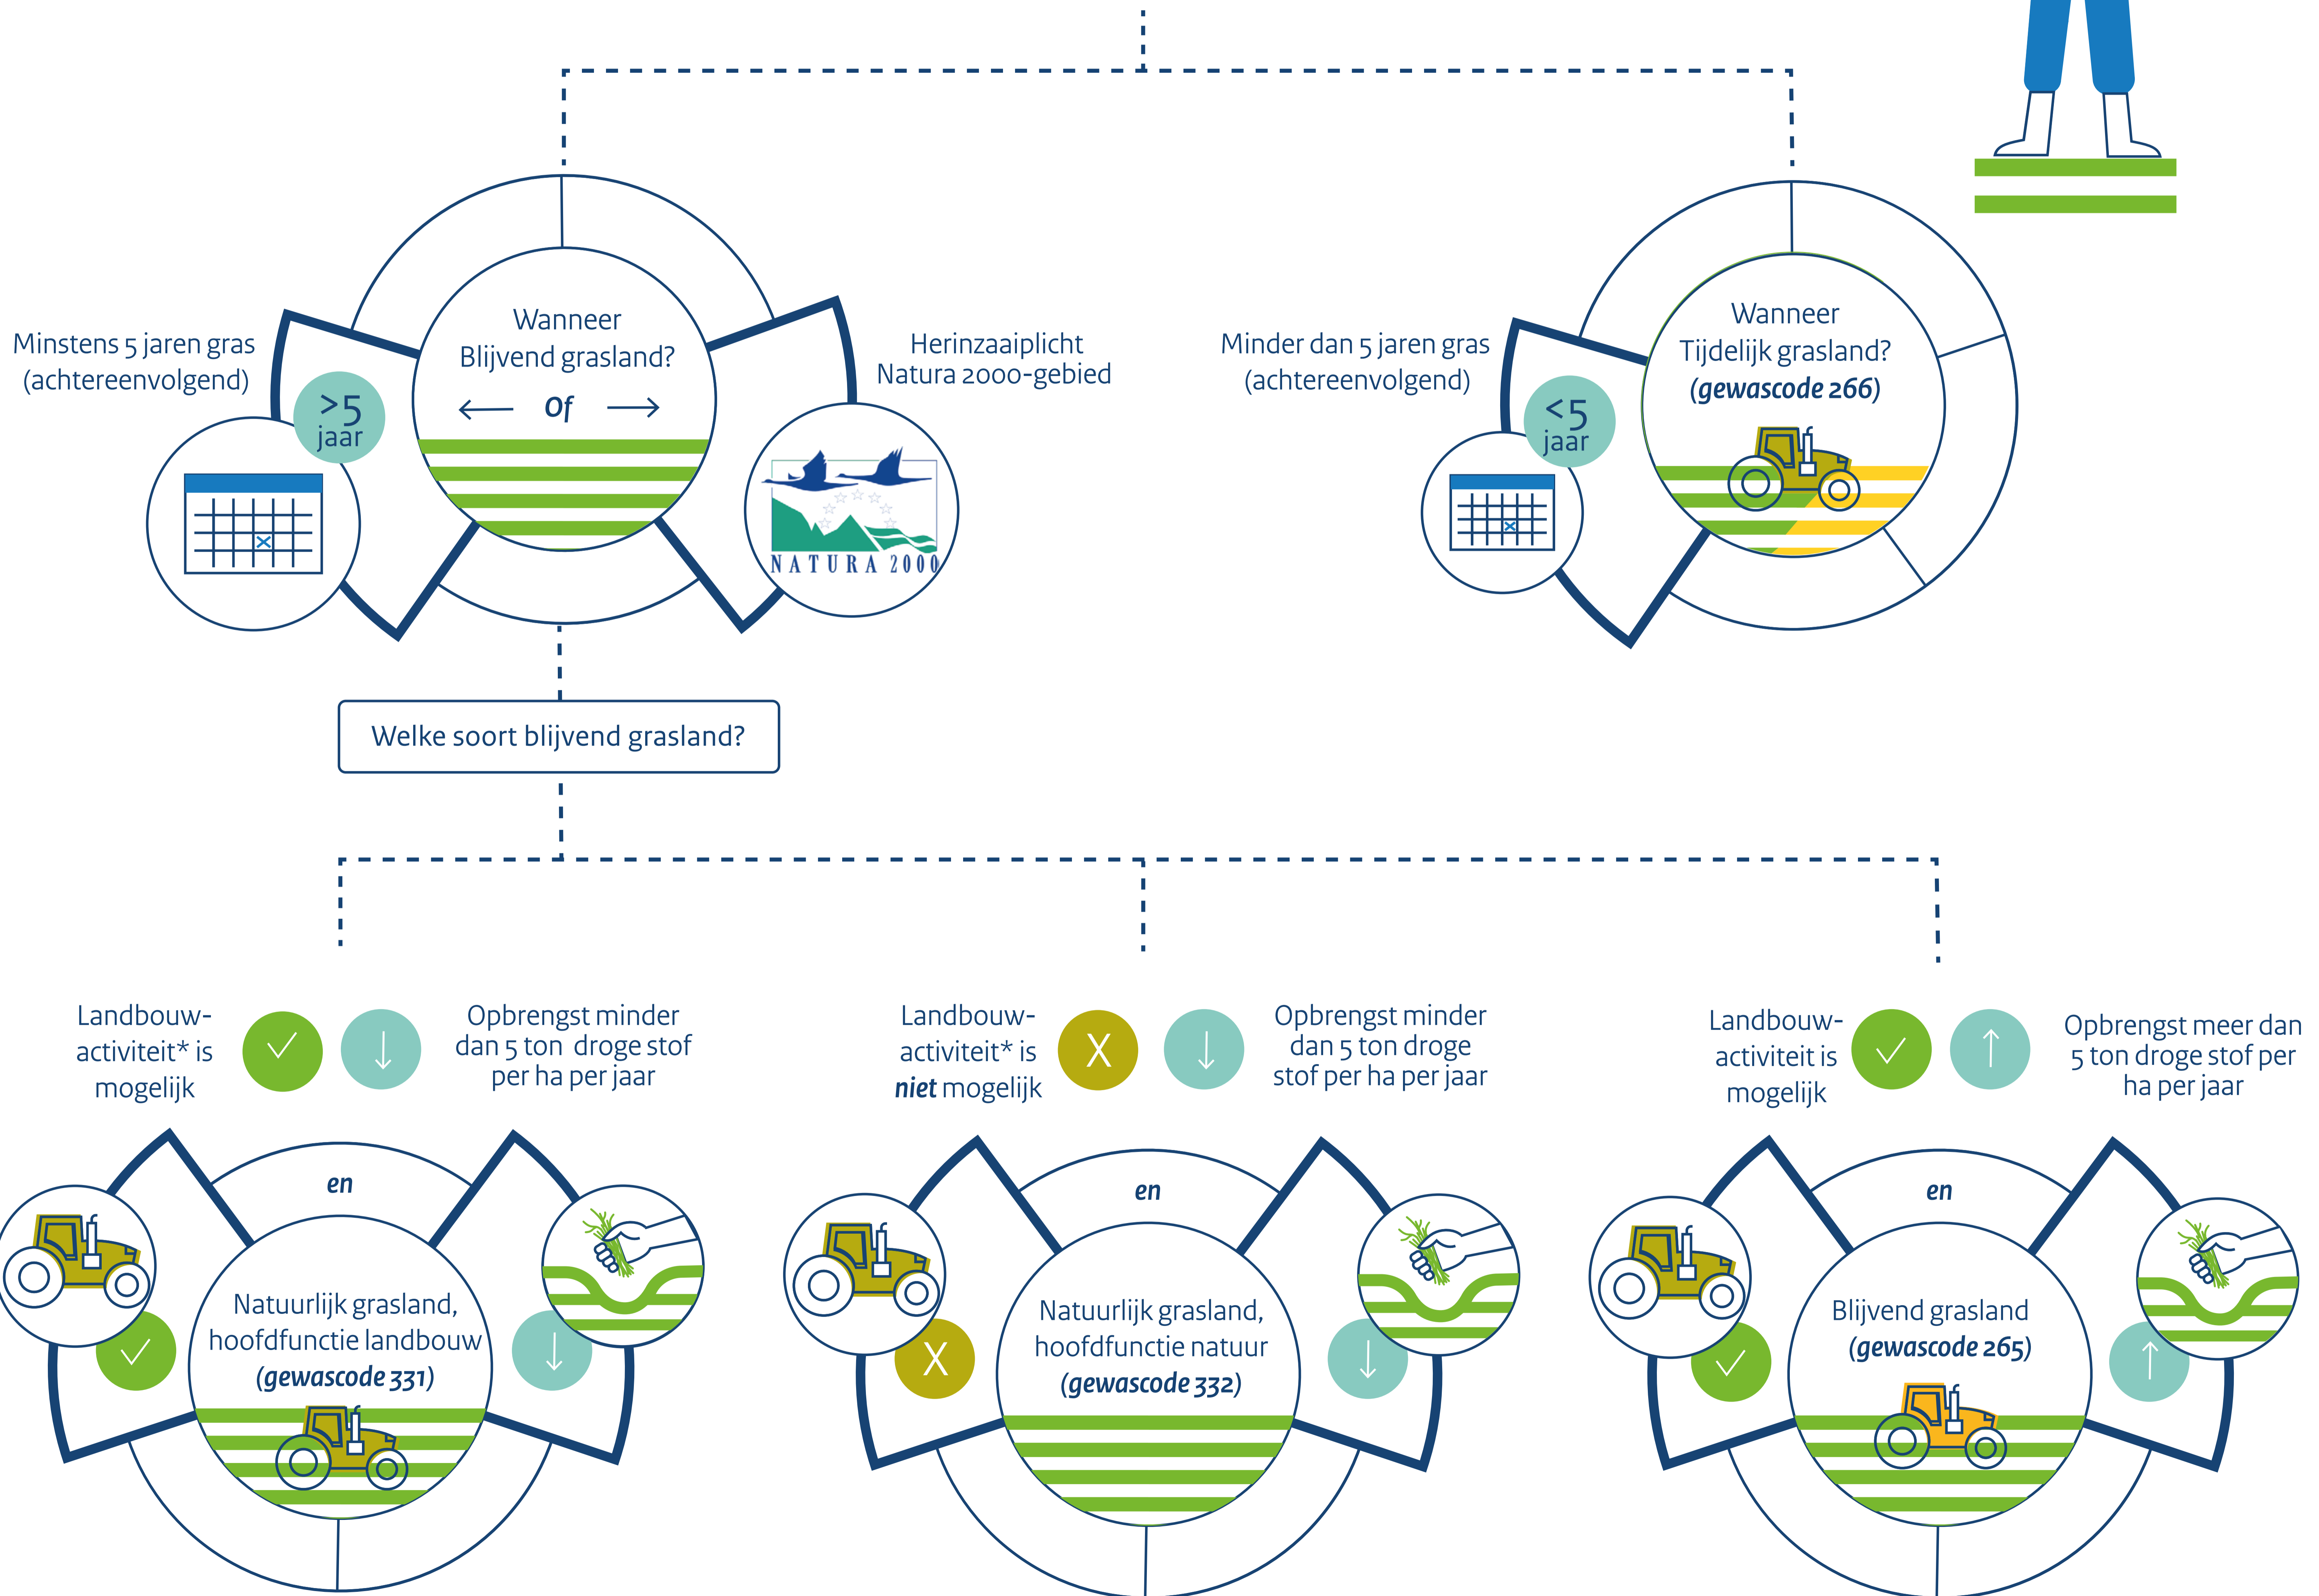 Minstens 5 jaren gras
(achtereenvolgend)
>5
jaar
Wanneer
Blijvend grasland?
← Of →
Herinzaaiplicht
Natura 2000-gebied
NATURA 2000
Minder dan 5 jaren gras
(achtereenvolgend)
<5
jaar
Wanneer
Tijdelijk grasland?
(gewascode 266)
Welke soort blijvend grasland?
Landbouw-
activiteit* is
mogelijk
Opbrengst minder
dan 5 ton droge stof
per ha per jaar
en
Natuurlijk grasland,
hoofdfunctie landbouw
(gewascode 331)
Landbouw-
activiteit* is
niet mogelijk
X
Opbrengst minder
dan 5 ton droge
stof per ha per jaar
en
X
Natuurlijk grasland,
hoofdfunctie natuur
(gewascode 332)
Landbouw-
activiteit is
mogelijk
Opbrengst meer dan
5 ton droge stof per
ha per jaar
en
Blijvend grasland
(gewascode 265)